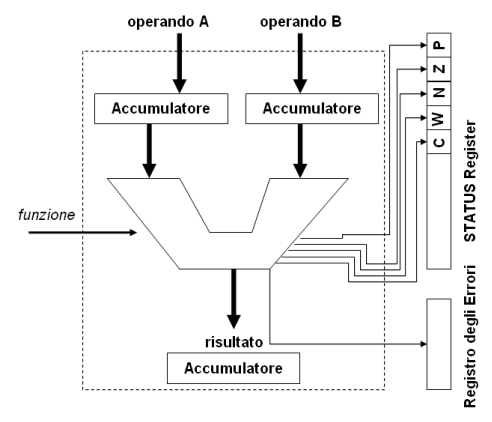 operando A
operando B
Accumulatore
Accumulatore
P
Z
N
W
C
STATUS Register
funzione
risultato
Accumulatore
Registro degli Errori